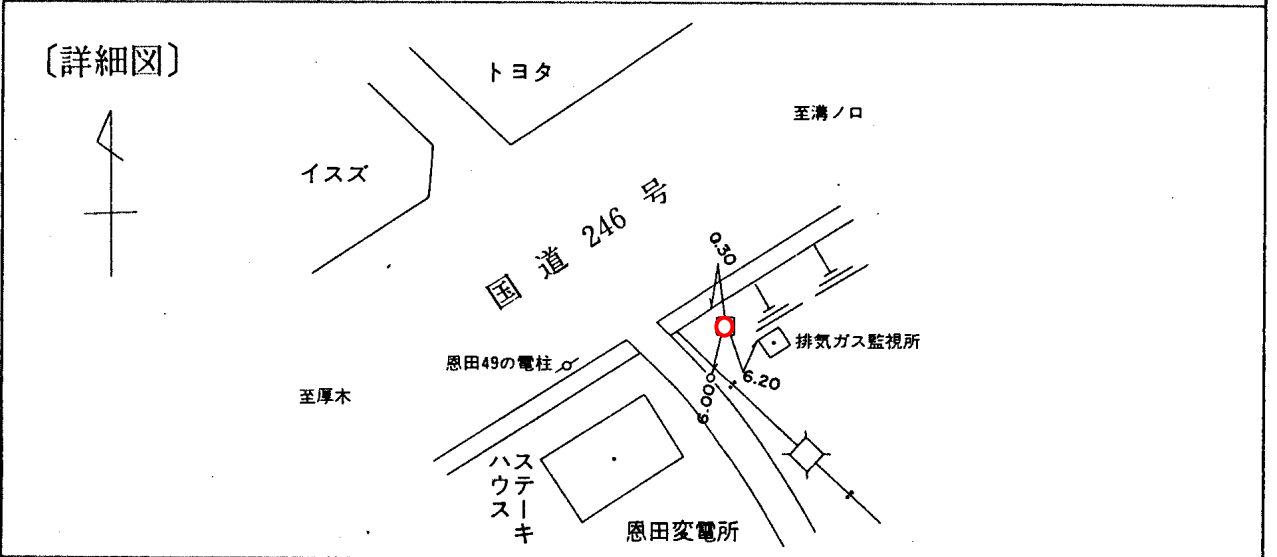 〔詳細図〕
トヨタ
至溝ノ口
イスズ
国道 246 号
0.30
排気ガス監視所
恩田49の電柱
6.20
至厚木
6.00
ステーキ
ハウス
恩田変電所